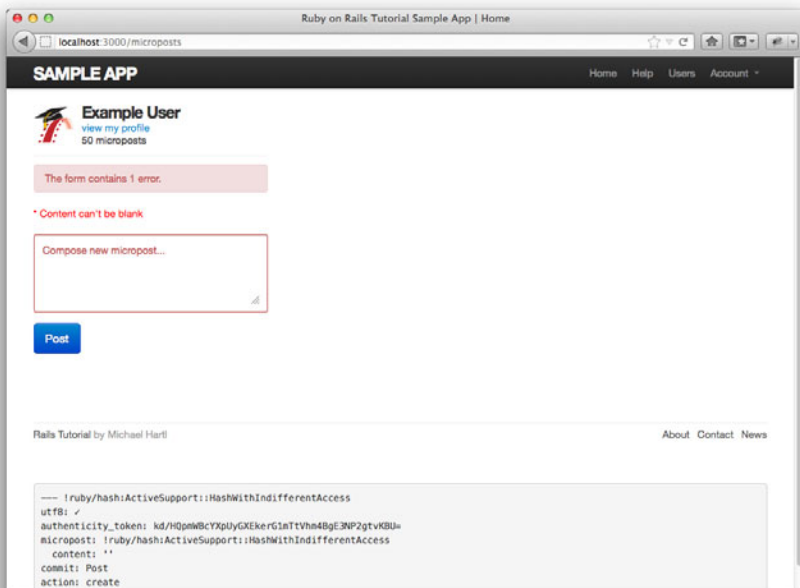 Ruby on Rails Tutorial Sample App | Home
localhost:3000/microposts
SAMPLE APP
Home Help Users Account
Example User
view my profile
50 microposts
The form contains 1 error.
* Content can't be blank
Compose new micropost...
Post
Rails Tutorial by Michael Hartl
About Contact News
--- !ruby/hash:ActiveSupport::HashWithIndifferentAccess
utf8: ✓
authenticity_token: kd/HQpmWBcYXpUyGXEkerG1mTtVhm4BgE3NP2gtvKBU=
micropost: !ruby/hash:ActiveSupport::HashWithIndifferentAccess
content: ''
commit: Post
action: create